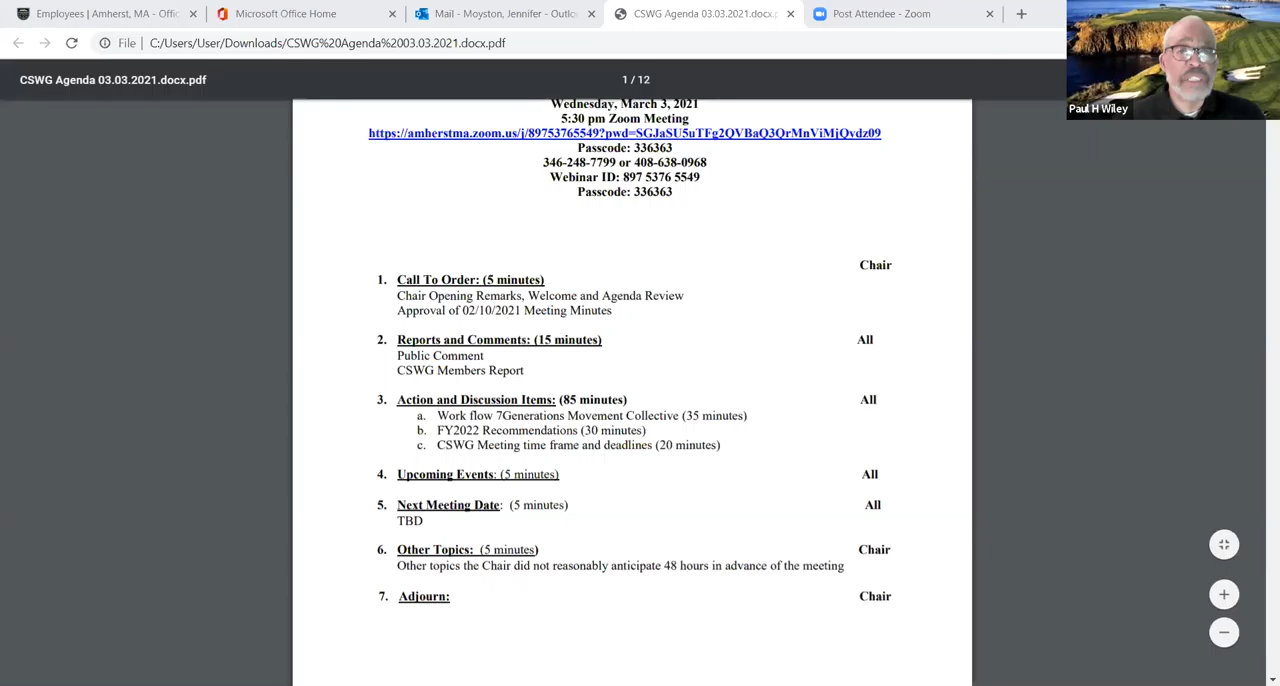 Employees | Amherst, MA - Offic
Microsoft Office Home
Mail - Moyston, Jennifer - Outlo
CSWG Agenda 03.03.2021.docx.p
Post Attendee - Zoom
File
C:/Users/User/Downloads/CSWG%20Agenda%2003.03.2021.docx.pdf
CSWG Agenda 03.03.2021.docx.pdf
1 / 12
Paul H Wiley
Wednesday, March 3, 2021
5:30 pm Zoom Meeting
https://amherstma.zoom.us/j/89753765549?pwd=SGJaSU5uTFg2QVBaQ3QrMnViMjQvdz09
Passcode: 336363
346-248-7799 or 408-638-0968
Webinar ID: 897 5376 5549
Passcode: 336363
Chair
1. Call To Order: (5 minutes)
Chair Opening Remarks, Welcome and Agenda Review
Approval of 02/10/2021 Meeting Minutes
2. Reports and Comments: (15 minutes) All
Public Comment
CSWG Members Report
3. Action and Discussion Items: (85 minutes) All
a. Work flow 7Generations Movement Collective (35 minutes)
b. FY2022 Recommendations (30 minutes)
c. CSWG Meeting time frame and deadlines (20 minutes)
4. Upcoming Events: (5 minutes) All
5. Next Meeting Date: (5 minutes) All
TBD
6. Other Topics: (5 minutes) Chair
Other topics the Chair did not reasonably anticipate 48 hours in advance of the meeting
7. Adjourn: Chair